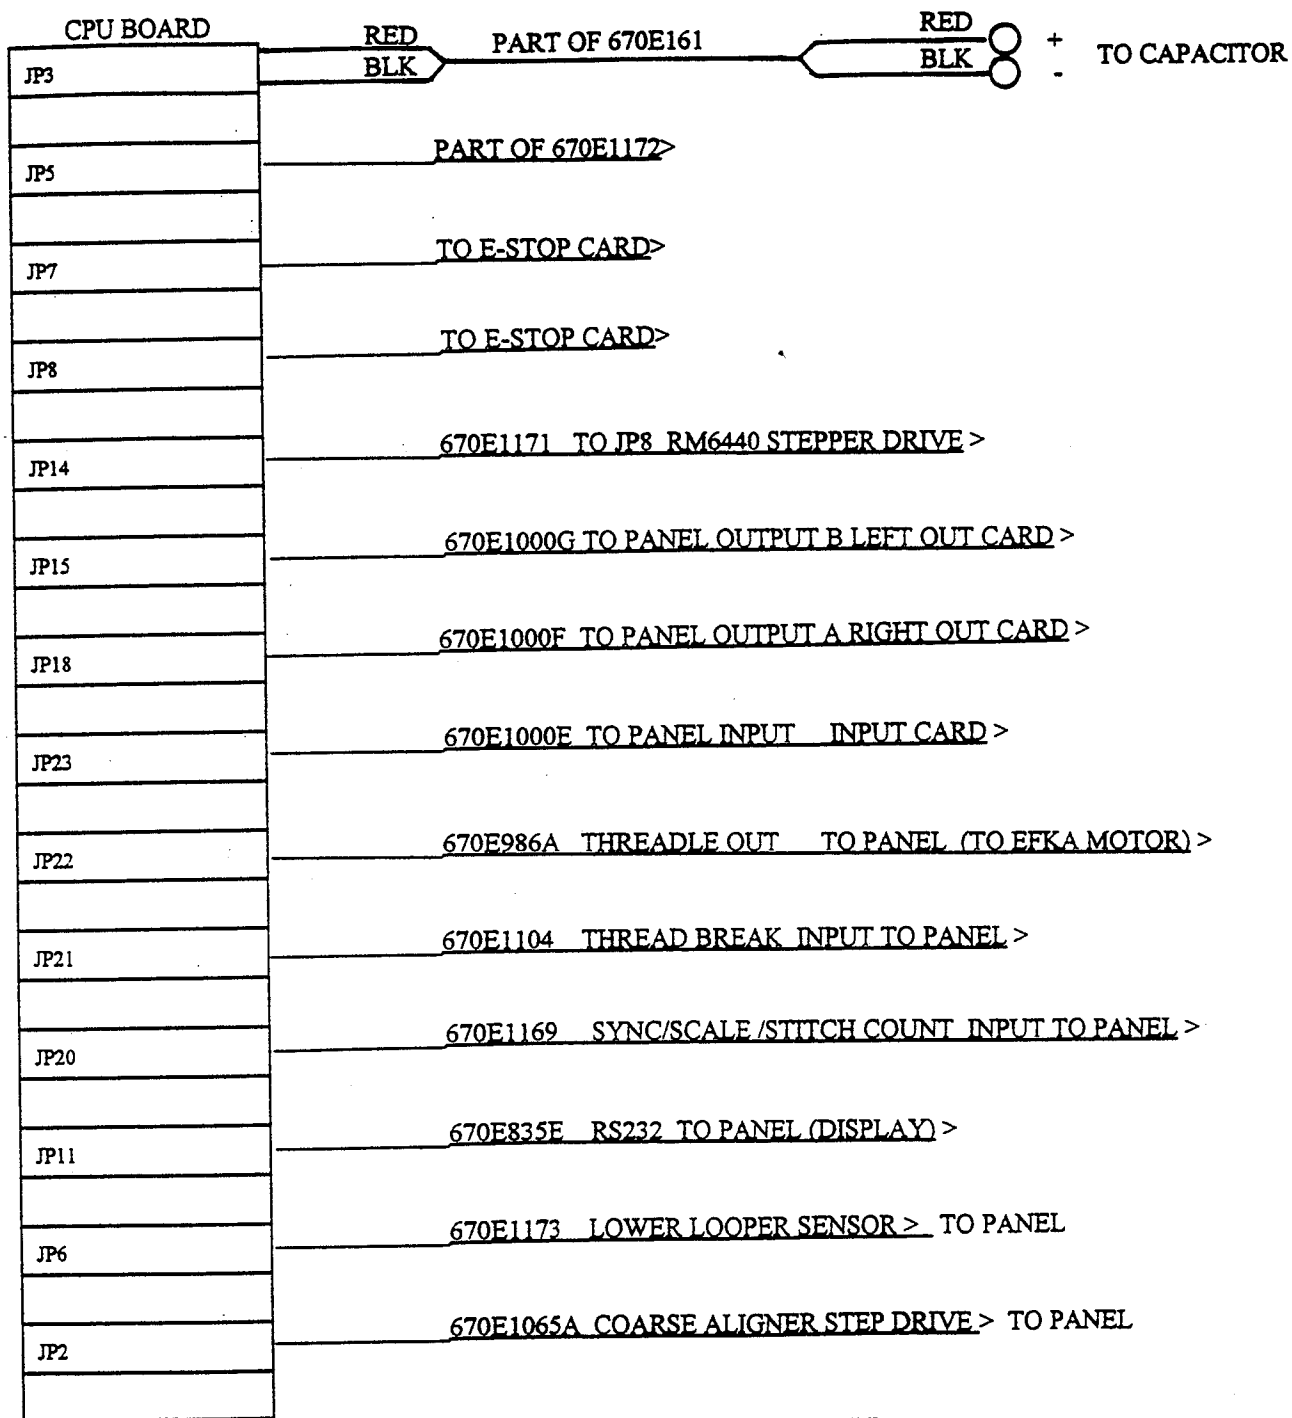 CPU BOARD
RED PART OF 670E161 RED +
BLK BLK - TO CAPACITOR
JP3
PART OF 670E1172>
JP5
TO E-STOP CARD>
JP7
TO E-STOP CARD>
JP8
670E1171 TO JP8 RM6440 STEPPER DRIVE >
JP14
670E1000G TO PANEL OUTPUT B LEFT OUT CARD >
JP15
670E1000F TO PANEL OUTPUT A RIGHT OUT CARD >
JP18
670E1000E TO PANEL INPUT INPUT CARD >
JP23
670E986A THREADLE OUT TO PANEL (TO EFKA MOTOR) >
JP22
670E1104 THREAD BREAK INPUT TO PANEL >
JP21
670E1169 SYNC/SCALE /STITCH COUNT INPUT TO PANEL >
JP20
670E835E RS232 TO PANEL (DISPLAY) >
JP11
670E1173 LOWER LOOPER SENSOR > TO PANEL
JP6
670E1065A COARSE ALIGNER STEP DRIVE > TO PANEL
JP2